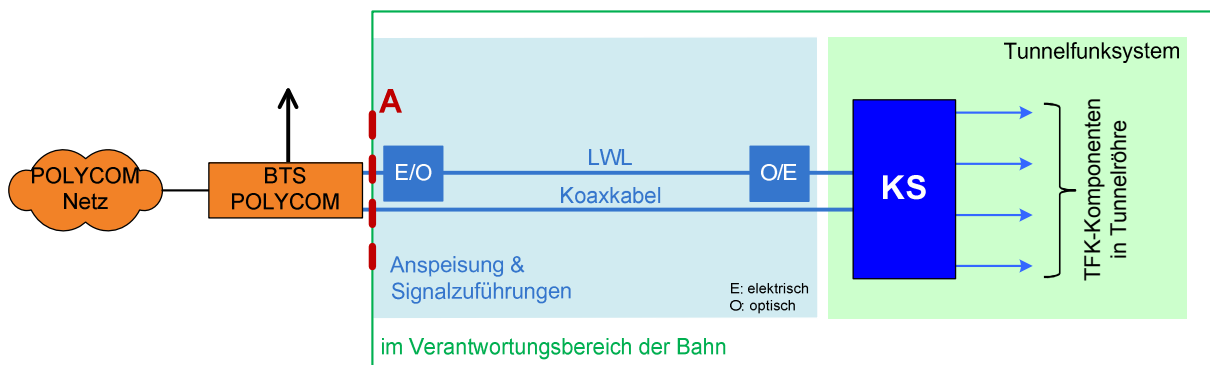 Tunnelfunksystem
A
POLYCOM
Netz
BTS
POLYCOM
E/O
LWL
O/E
Koaxkabel
KS
TFK-Komponenten
in Tunnelröhre
Anspeisung &
Signalzuführungen
E: elektrisch
O: optisch
im Verantwortungsbereich der Bahn